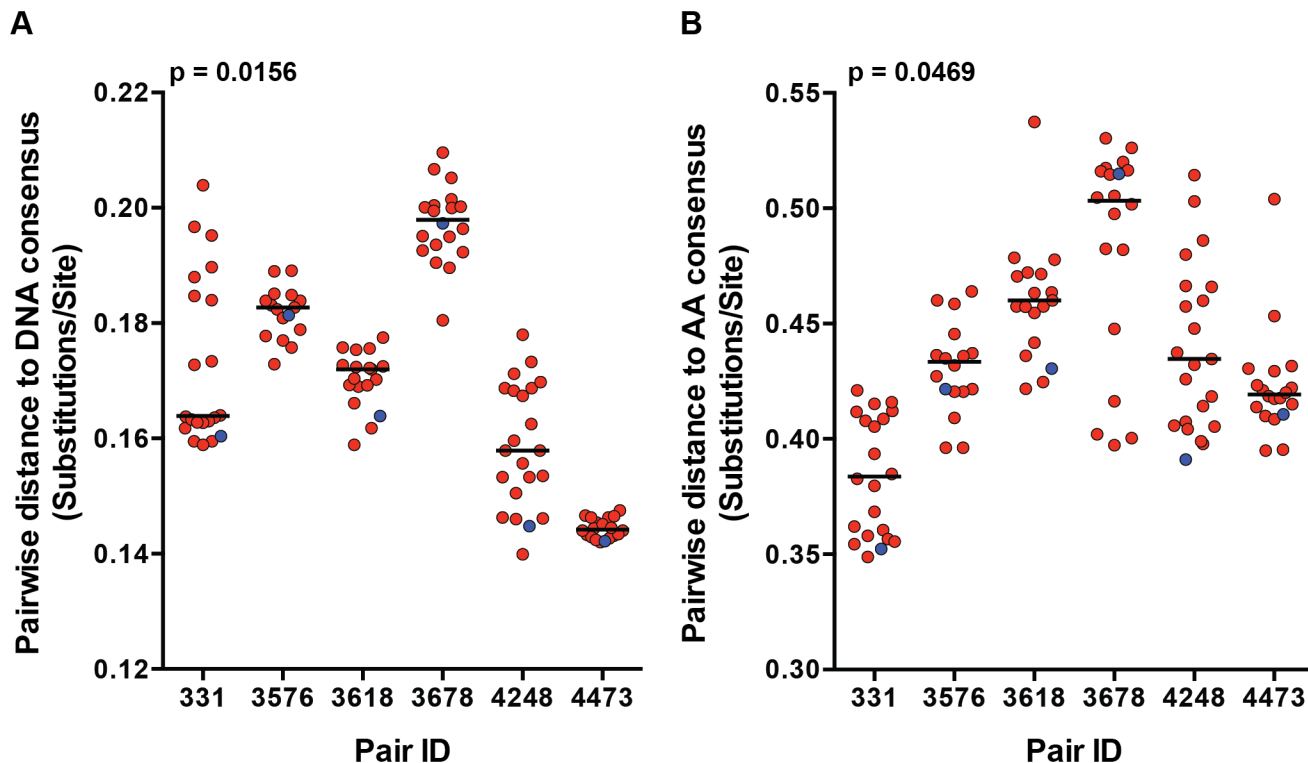 A
p = 0.0156
Pairwise distance to DNA consensus
(Substitutions/Site)
0.22
0.20
0.18
0.16
0.14
0.12
331 3576 3618 3678 4248 4473
Pair ID
B
p = 0.0469
Pairwise distance to AA consensus
(Substitutions/Site)
0.55
0.50
0.45
0.40
0.35
0.30
331 3576 3618 3678 4248 4473
Pair ID